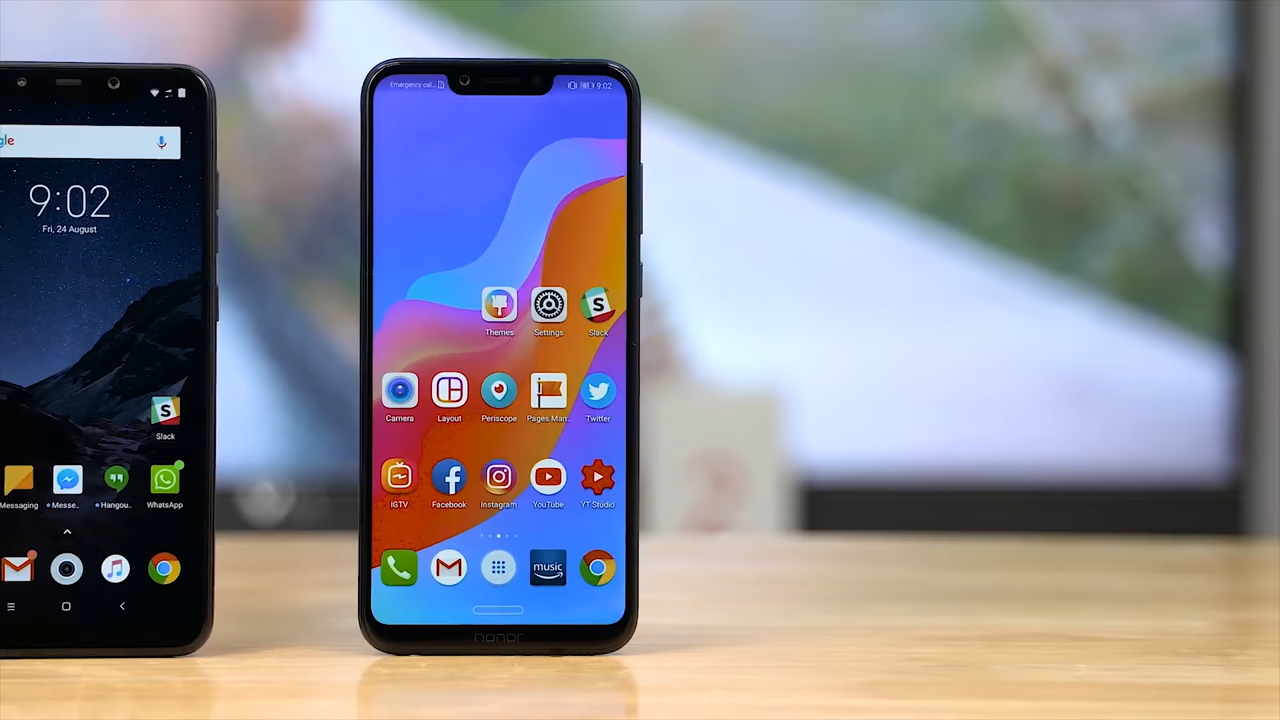 gle
9:02
Fri, 24 August
Slack
Messaging
Messe..
Hangou..
WhatsApp
Emergency cal...
9:02
Themes
Settings
Slack
Camera
Layout
Periscope
Pages Man..
Twitter
IGTV
Facebook
Instagram
YouTube
YT Studio
music
honor